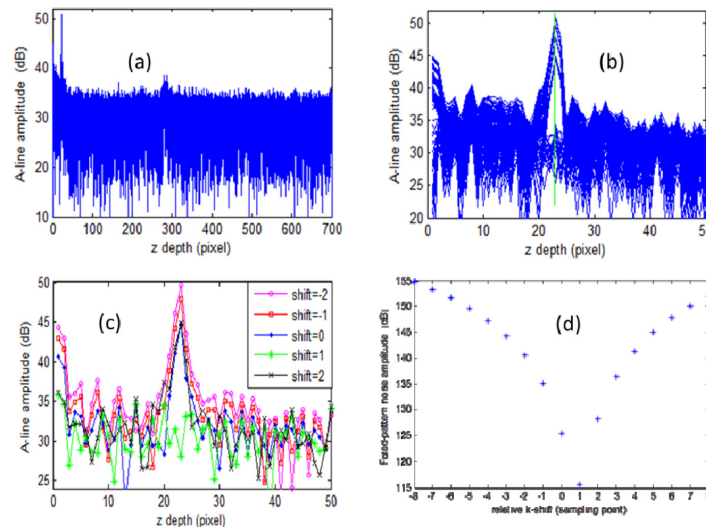 (a)
A-line amplitude (dB)
50
40
30
20
10
0 100 200 300 400 500 600 700
z depth (pixel)
(b)
A-line amplitude (dB)
50
45
40
35
30
25
20
0 10 20 30 40 50
z depth (pixel)
(c)
A-line amplitude (dB)
50
45
40
35
30
25
0 10 20 30 40 50
z depth (pixel)
shift=-2
shift=-1
shift=0
shift=1
shift=2
(d)
Fixed-pattern noise amplitude (dB)
155
150
145
140
135
130
125
120
115
-8 -7 -6 -5 -4 -3 -2 -1 0 1 2 3 4 5 6 7
relative k-shift (sampling point)